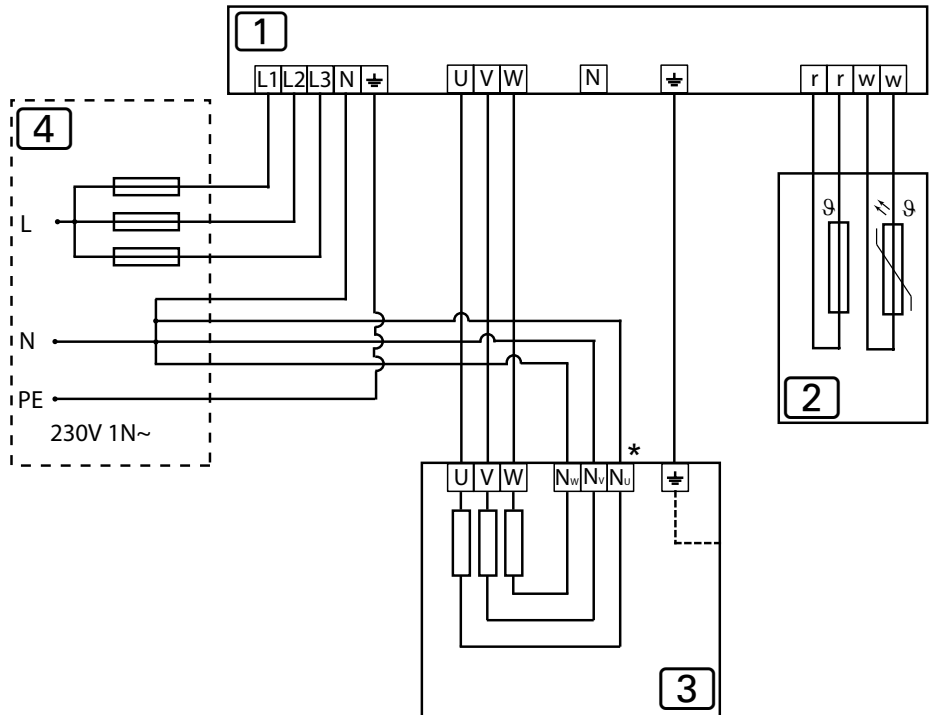 1
L1 L2 L3 N ⏚ U V W N ⏚ r r w w
4
L
ϑ ϑ
N
2
PE
230V 1N~
*
U V W NW NV NU ⏚
3